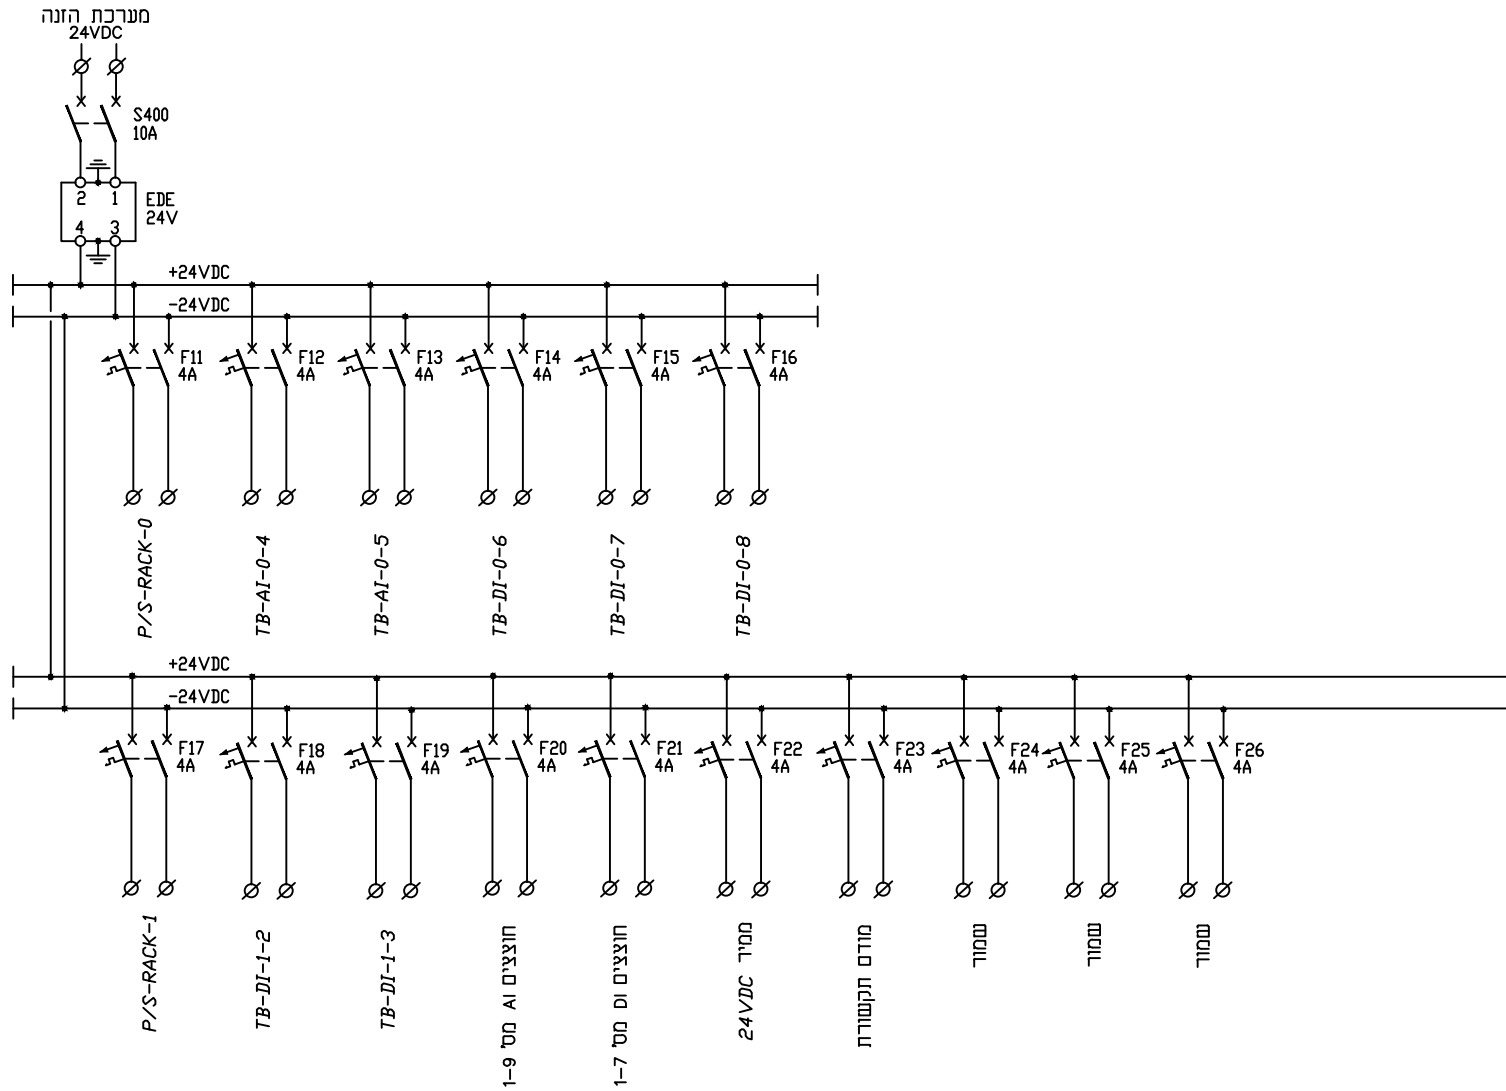 מערכת הזנה
24VDC
S400
10A
2 1
EDE
24V
4 3
+24VDC
-24VDC
F11
4A
F12
4A
F13
4A
F14
4A
F15
4A
F16
4A
P/S-RACK-0
TB-AI-0-4
TB-AI-0-5
TB-DI-0-6
TB-DI-0-7
TB-DI-0-8
+24VDC
-24VDC
F17
4A
F18
4A
F19
4A
F20
4A
F21
4A
F22
4A
F23
4A
F24
4A
F25
4A
F26
4A
P/S-RACK-1
TB-DI-1-2
TB-DI-1-3
חוצצים AI מס' 1-9
חוצצים DI מס' 1-7
ממיר 24VDC
מודם תקשורת
שמור
שמור
שמור